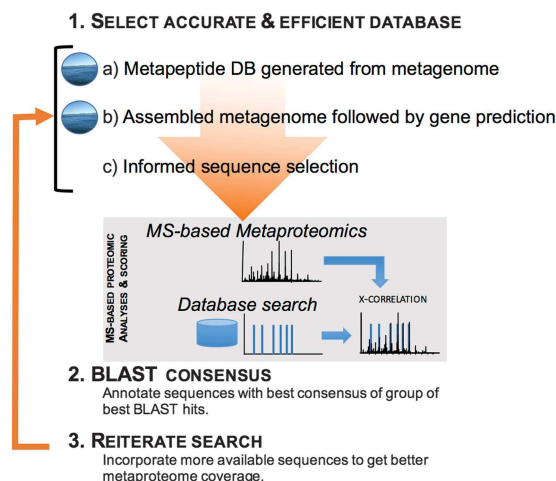 1. SELECT ACCURATE & EFFICIENT DATABASE
a) Metapeptide DB generated from metagenome
b) Assembled metagenome followed by gene prediction
c) Informed sequence selection
MS-BASED PROTEOMIC
ANALYSES & SCORING
MS-based Metaproteomics
Database search
X-CORRELATION
2. BLAST CONSENSUS
Annotate sequences with best consensus of group of
best BLAST hits.
3. REITERATE SEARCH
Incorporate more available sequences to get better
metaproteome coverage.